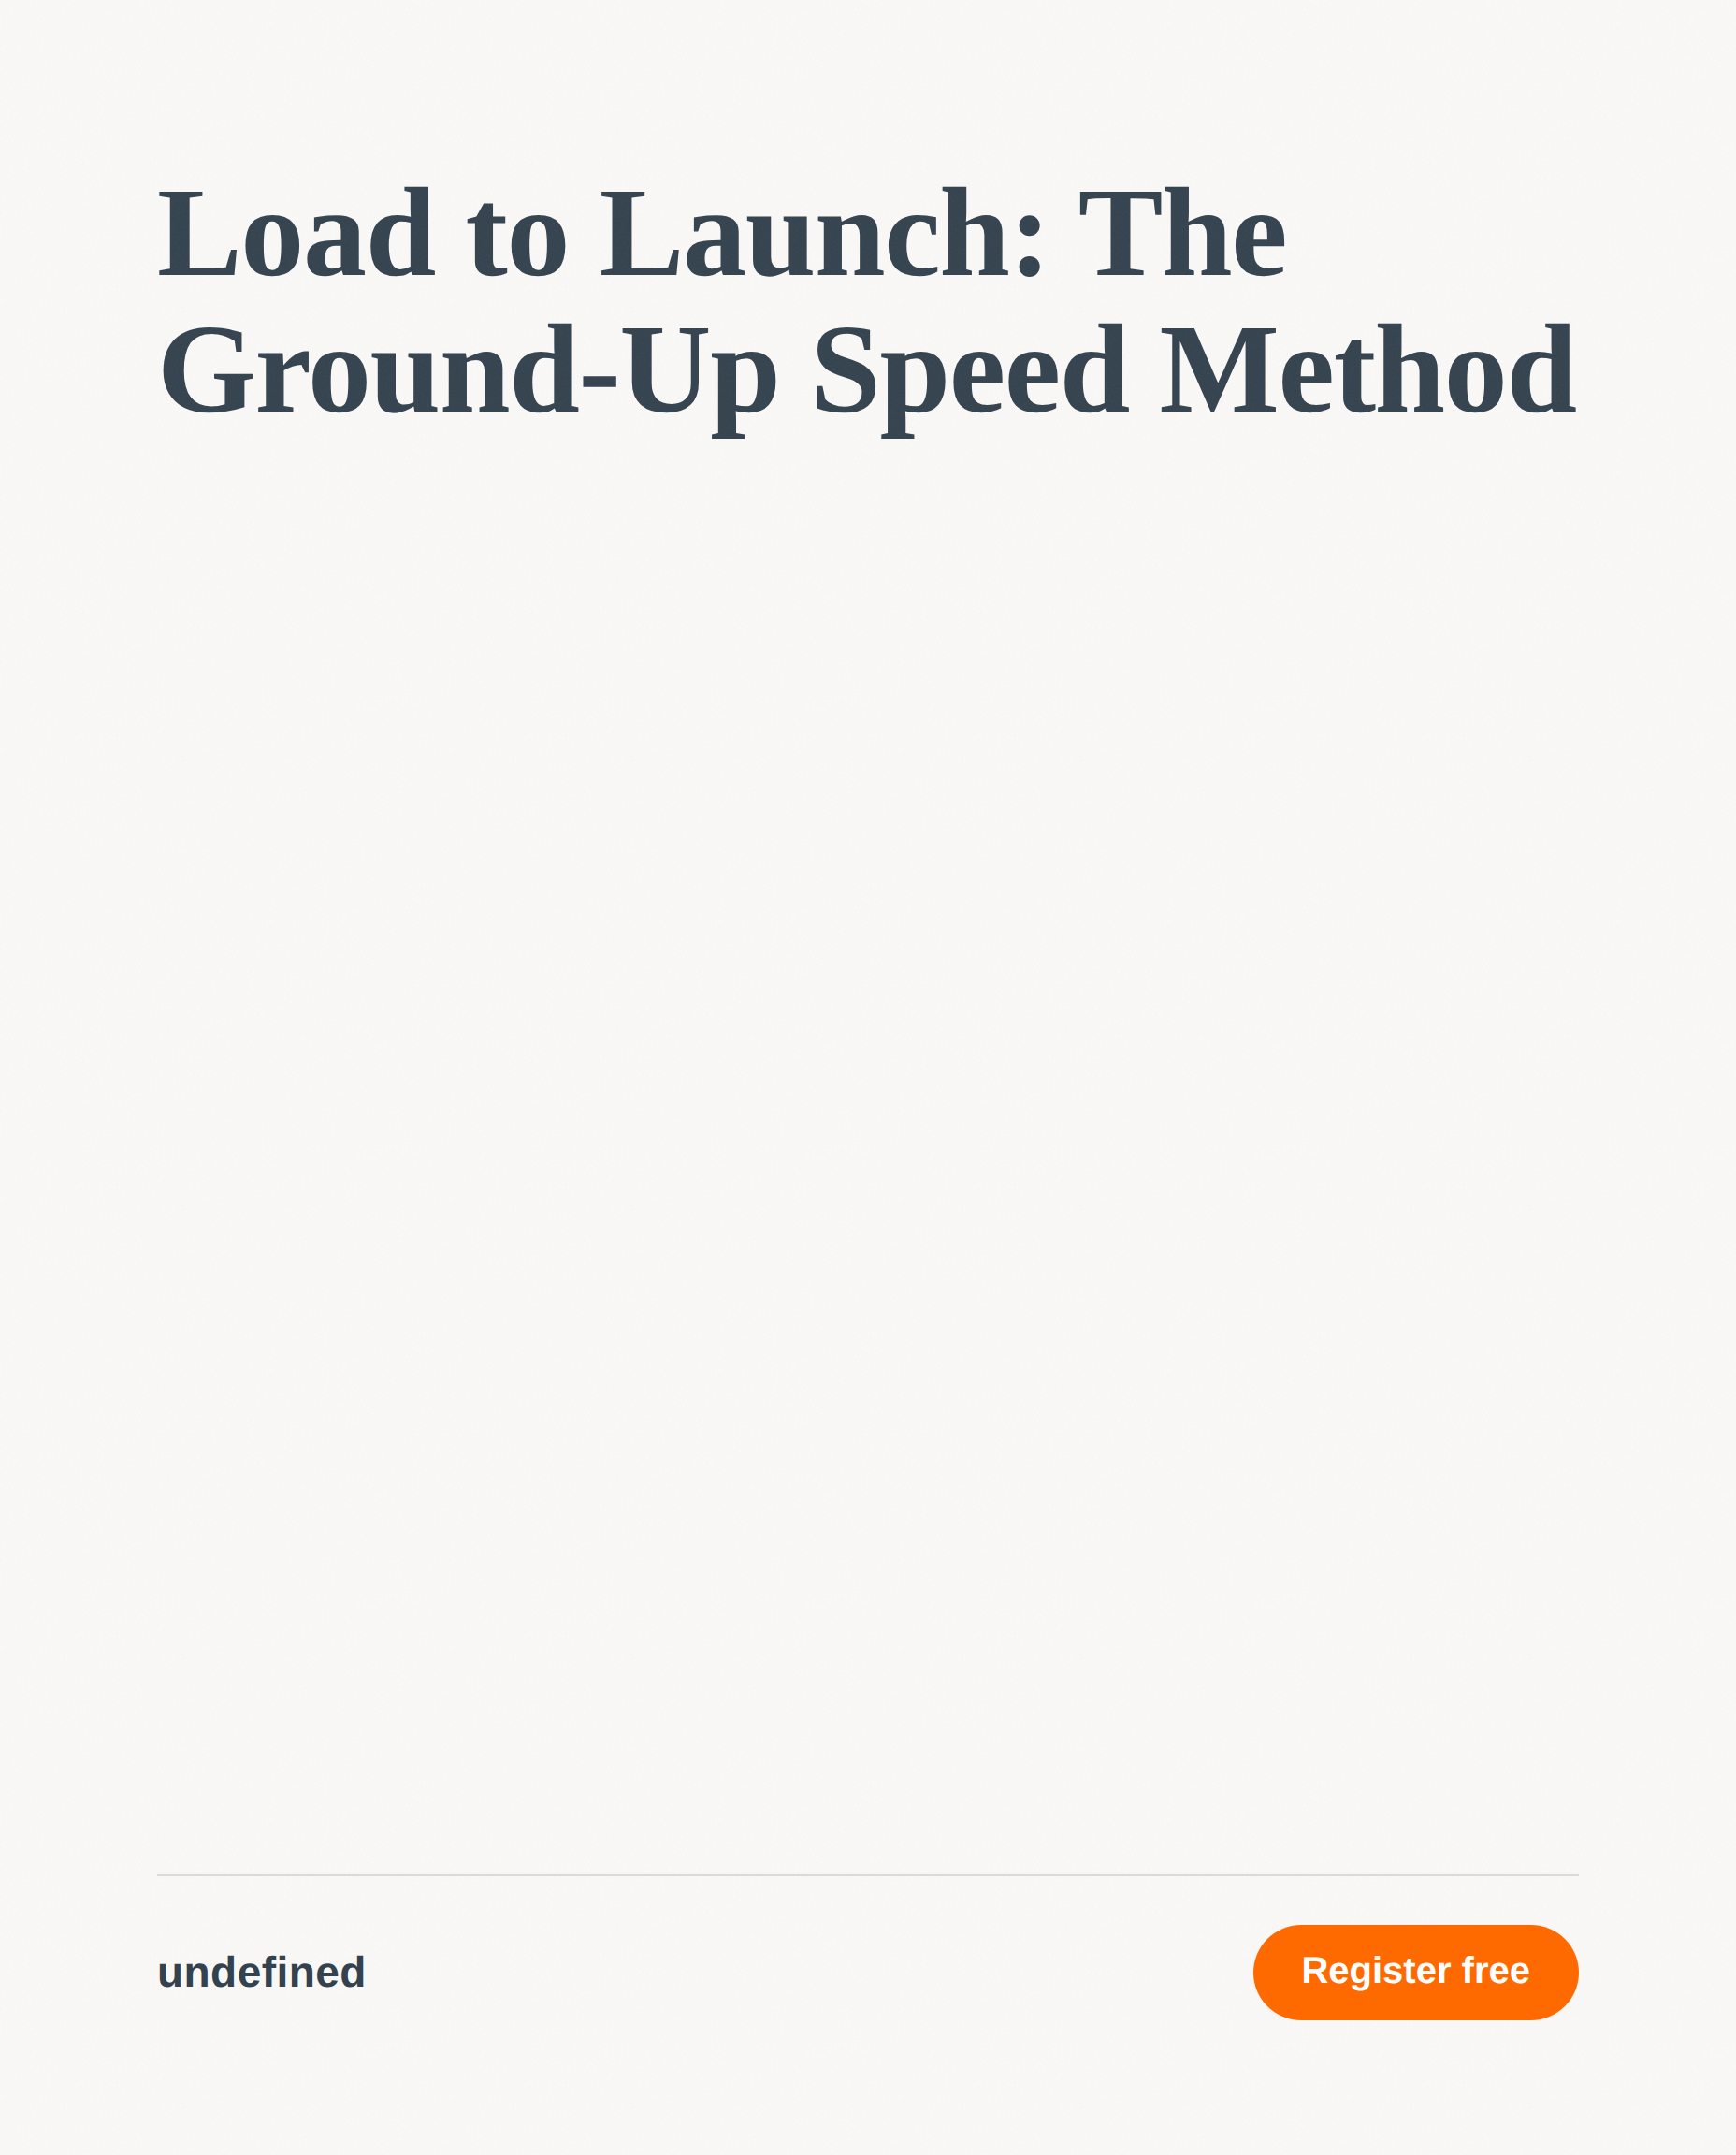 Load to Launch: The
Ground-Up Speed Method
undefined
Register free